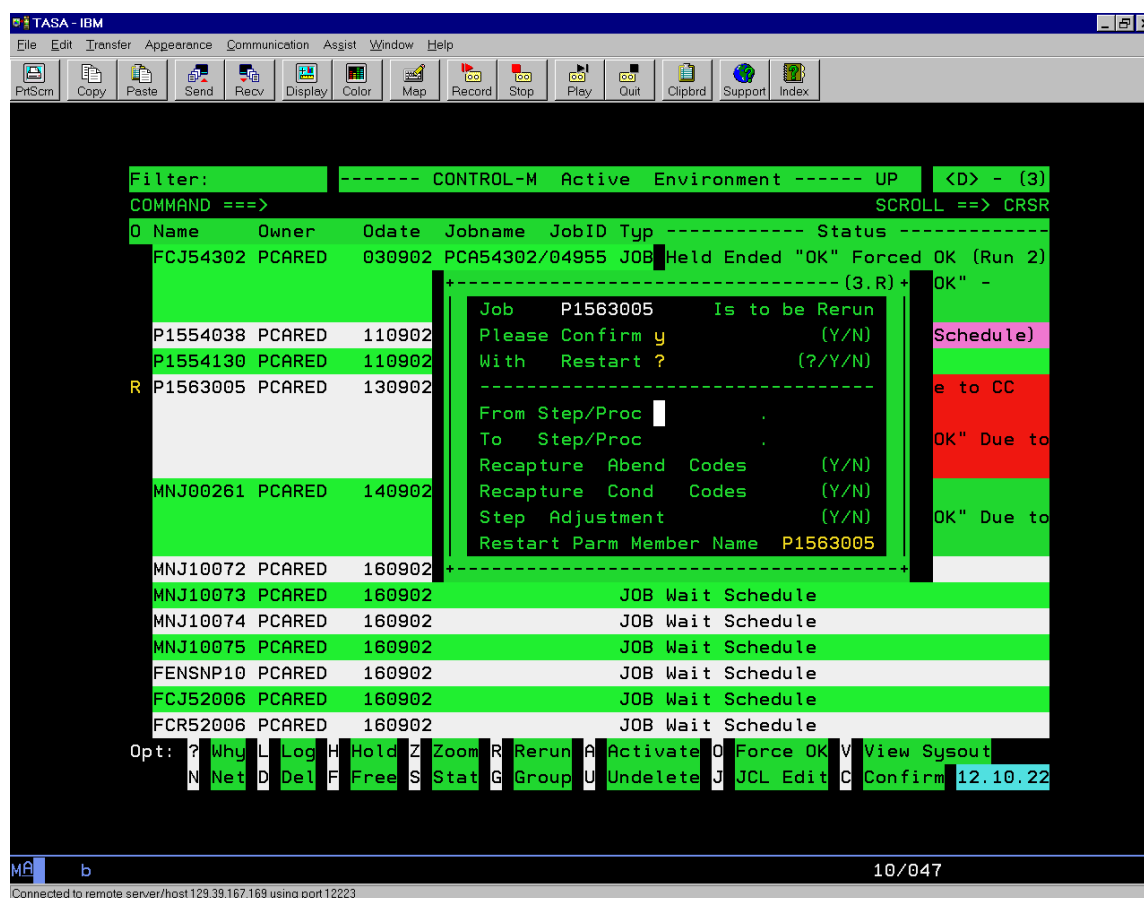 TASA - IBM
File Edit Transfer Appearance Communication Assist Window Help
PrtScrn Copy Paste Send Recv Display Color Map Record Stop Play Quit Clipbrd Support Index
Filter: ------- CONTROL-M Active Environment ------ UP <D> - (3)
COMMAND ===> SCROLL ==> CRSR
O Name Owner Odate Jobname JobID Typ ------------ Status -------------
FCJ54302 PCARED 030902 PCA54302/04955 JOB Held Ended "OK" Forced OK (Run 2)
+---------------------------------- (3.R) + OK" -
Job P1563005 Is to be Rerun
P1554038 PCARED 110902 Please Confirm y (Y/N) Schedule)
P1554130 PCARED 110902 With Restart ? (?/Y/N)
R P1563005 PCARED 130902 ---------------------------------- e to CC
From Step/Proc .
To Step/Proc . OK" Due to
Recapture Abend Codes (Y/N)
MNJ00261 PCARED 140902 Recapture Cond Codes (Y/N)
Step Adjustment (Y/N) OK" Due to
Restart Parm Member Name P1563005
MNJ10072 PCARED 160902 +---------------------------------------+
MNJ10073 PCARED 160902 JOB Wait Schedule
MNJ10074 PCARED 160902 JOB Wait Schedule
MNJ10075 PCARED 160902 JOB Wait Schedule
FENSNP10 PCARED 160902 JOB Wait Schedule
FCJ52006 PCARED 160902 JOB Wait Schedule
FCR52006 PCARED 160902 JOB Wait Schedule
Opt: ? Why L Log H Hold Z Zoom R Rerun A Activate O Force OK V View Sysout
N Net D Del F Free S Stat G Group U Undelete J JCL Edit C Confirm 12.10.22
MA b 10/047
Connected to remote server/host 129.39.167.169 using port 12223